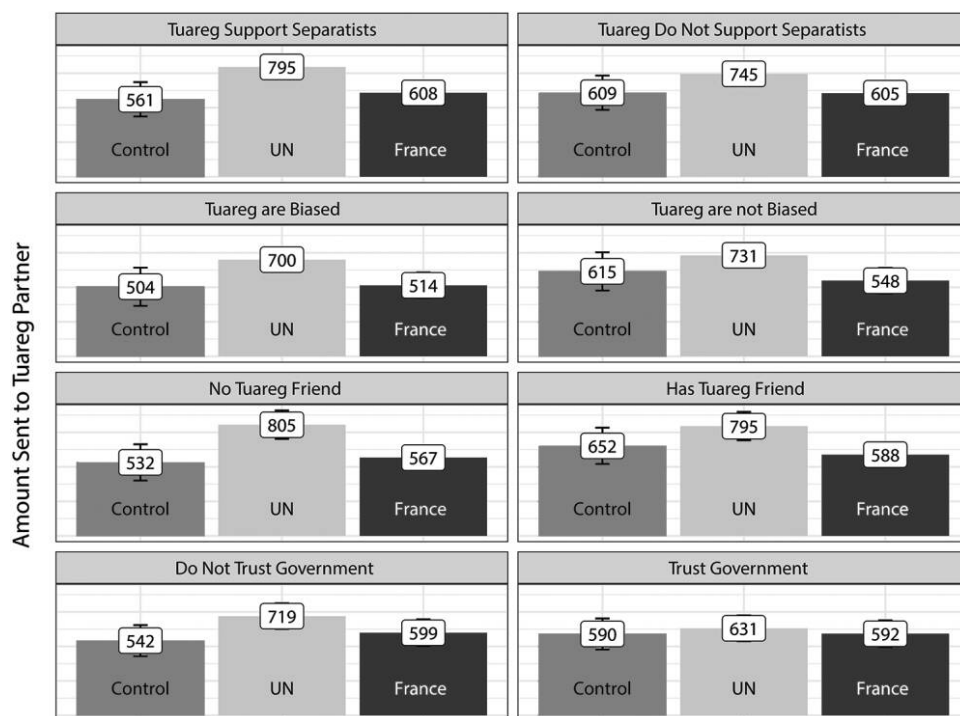 Amount Sent to Tuareg Partner
Tuareg Support Separatists
561
795
608
Control
UN
France
Tuareg Do Not Support Separatists
609
745
605
Control
UN
France
Tuareg are Biased
504
700
514
Control
UN
France
Tuareg are not Biased
615
731
548
Control
UN
France
No Tuareg Friend
532
805
567
Control
UN
France
Has Tuareg Friend
652
795
588
Control
UN
France
Do Not Trust Government
542
719
599
Control
UN
France
Trust Government
590
631
592
Control
UN
France